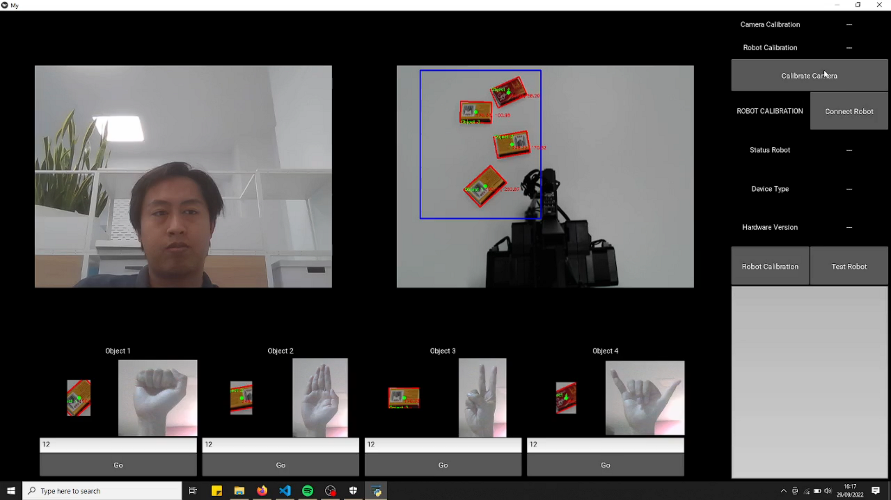 My
Camera Calibration
---
Robot Calibration
---
Calibrate Camera
ROBOT CALIBRATION
Connect Robot
Status Robot
---
Device Type
---
Hardware Version
---
Robot Calibration
Test Robot
Object 1
Object 2
Object 3
Object 4
12
12
12
12
Go
Go
Go
Go
Type here to search
16:17
29/09/2022